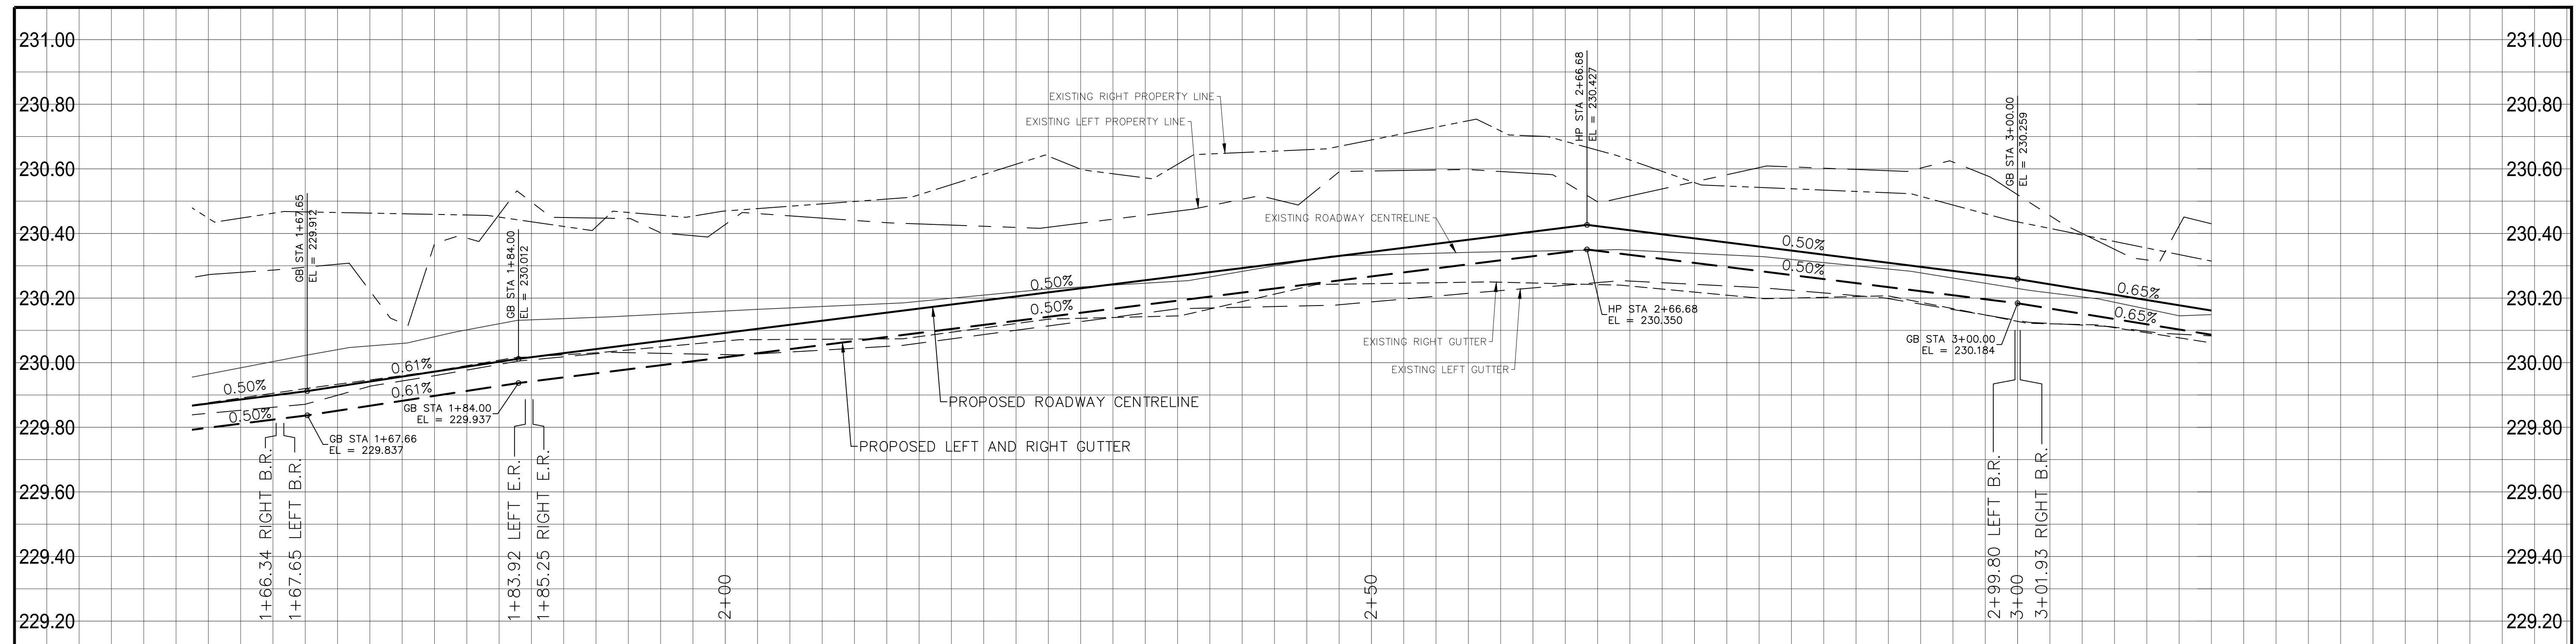 231.00
231.00
230.80
230.80
230.60
230.60
230.40
230.40
230.20
230.20
230.00
230.00
229.80
229.80
229.60
229.60
229.40
229.40
229.20
229.20
GB STA 1+67.65
EL = 229.912
GB STA 1+84.00
EL = 230.012
HP STA 2+66.68
EL = 230.427
GB STA 3+00.00
EL = 230.259
EXISTING RIGHT PROPERTY LINE
EXISTING LEFT PROPERTY LINE
EXISTING ROADWAY CENTRELINE
0.50%
0.50%
0.61%
0.61%
0.50%
0.50%
0.50%
0.50%
0.65%
0.65%
EXISTING RIGHT GUTTER
EXISTING LEFT GUTTER
HP STA 2+66.68
EL = 230.350
GB STA 3+00.00
EL = 230.184
GB STA 1+84.00
EL = 229.937
GB STA 1+67.66
EL = 229.837
PROPOSED ROADWAY CENTRELINE
PROPOSED LEFT AND RIGHT GUTTER
1+66.34 RIGHT B.R.
1+67.65 LEFT B.R.
1+83.92 LEFT E.R.
1+85.25 RIGHT E.R.
2+00
2+50
2+99.80 LEFT B.R.
3+00
3+01.93 RIGHT B.R.